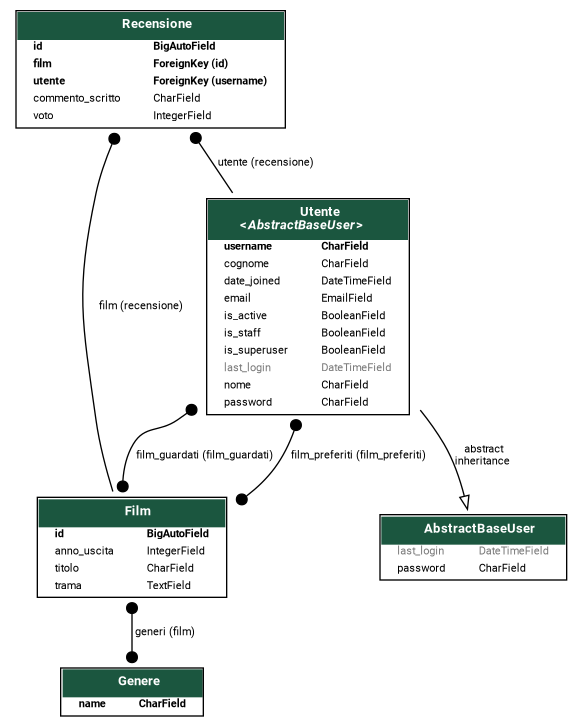 Recensione
id BigAutoField
film ForeignKey (id)
utente ForeignKey (username)
commento_scritto CharField
voto IntegerField
utente (recensione)
Utente
<AbstractBaseUser>
username CharField
cognome CharField
date_joined DateTimeField
email EmailField
is_active BooleanField
is_staff BooleanField
is_superuser BooleanField
last_login DateTimeField
nome CharField
password CharField
film (recensione)
film_guardati (film_guardati)
film_preferiti (film_preferiti)
abstract
inheritance
Film
id BigAutoField
anno_uscita IntegerField
titolo CharField
trama TextField
AbstractBaseUser
last_login DateTimeField
password CharField
generi (film)
Genere
name CharField